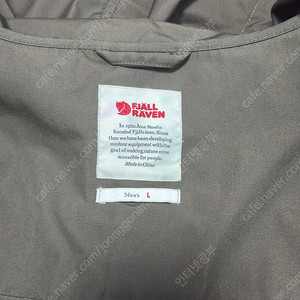 FJÄLL
RÄVEN
In 1960 Åke Nordin
founded Fjällräven. Since
then we have been developing
outdoor equipment with the
goal of making nature more
accessible for people.
Made in China
Men's L